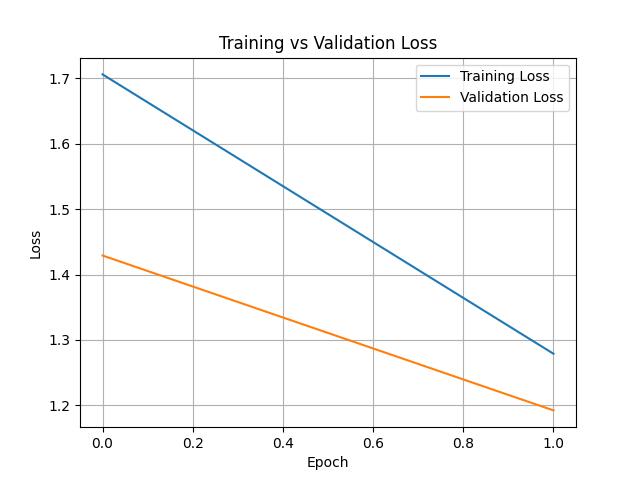 Training vs Validation Loss
Training Loss
Validation Loss
1.7
1.6
1.5
1.4
1.3
1.2
Loss
0.0 0.2 0.4 0.6 0.8 1.0
Epoch